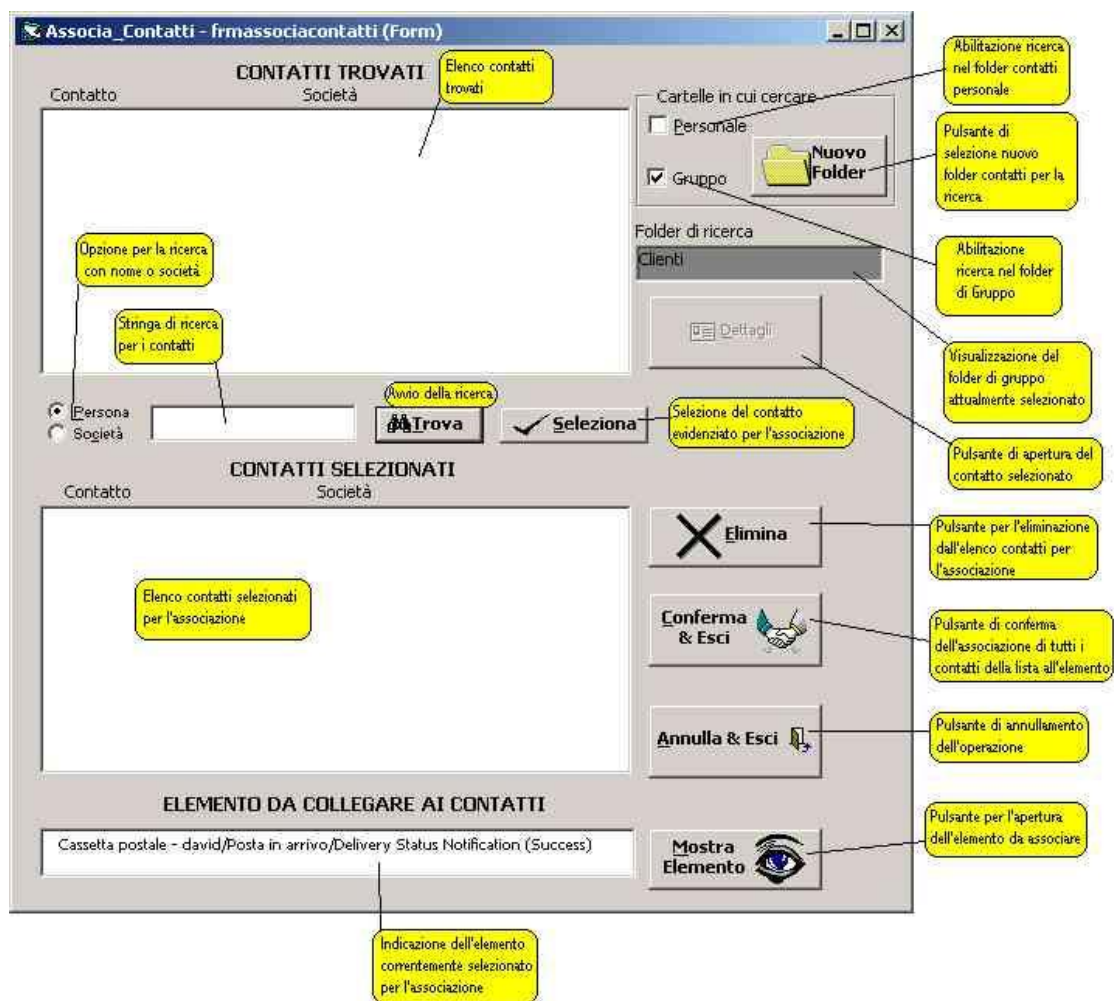 Associa_Contatti - frmassociacontatti (Form)
CONTATTI TROVATI
Contatto
Società
Elenco contatti
trovati
Cartelle in cui cercare
Personale
Gruppo
Nuovo
Folder
Abilitazione ricerca
nel folder contatti
personale
Pulsante di
selezione nuovo
folder contatti per la
ricerca
Folder di ricerca
Clienti
Abilitazione
ricerca nel folder
di Gruppo
Opzione per la ricerca
con nome o società
Stringa di ricerca
per i contatti
Dettagli
Visualizzazione del
folder di gruppo
attualmente selezionato
Persona
Società
Avvio della ricerca
Trova
Seleziona
Selezione del contatto
evidenziato per l'associazione
Pulsante di apertura del
contatto selezionato
CONTATTI SELEZIONATI
Contatto
Società
Elenco contatti selezionati
per l'associazione
Elimina
Pulsante per l'eliminazione
dall'elenco contatti per
l'associazione
Conferma
& Esci
Pulsante di conferma
dell'associazione di tutti i
contatti della lista all'elemento
Annulla & Esci
Pulsante di annullamento
dell'operazione
ELEMENTO DA COLLEGARE AI CONTATTI
Cassetta postale - david/Posta in arrivo/Delivery Status Notification (Success)
Mostra
Elemento
Pulsante per l'apertura
dell'elemento da associare
Indicazione dell'elemento
correntemente selezionato
per l'associazione